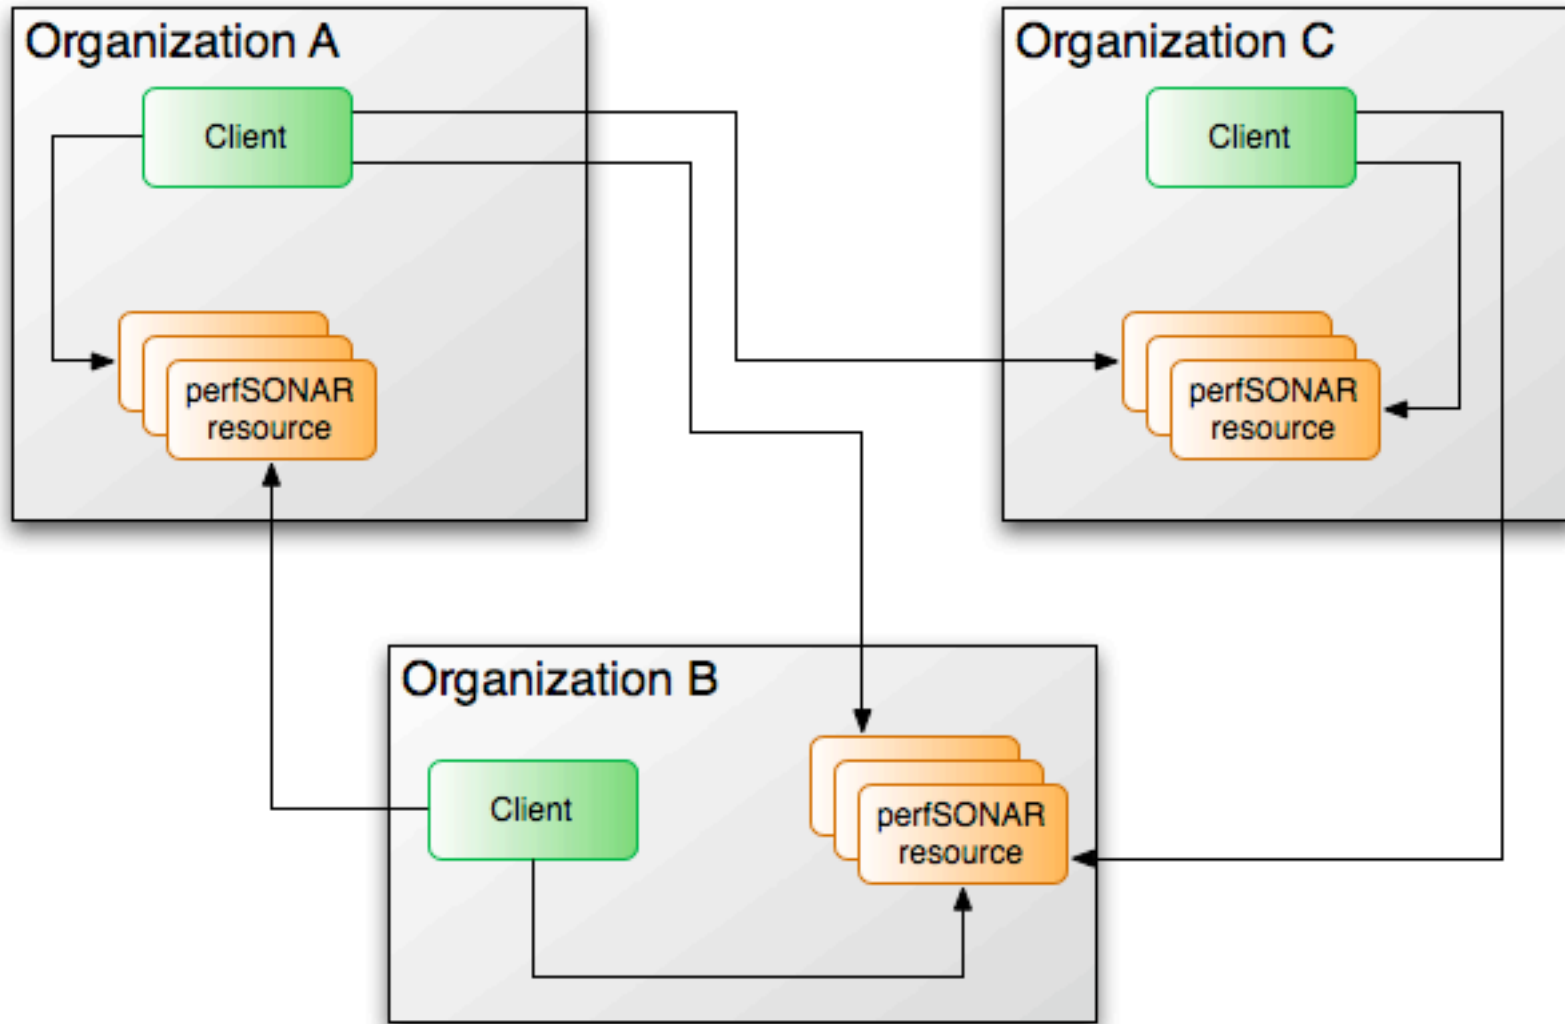 Organization A
Client
perfSONAR
resource
Organization C
Client
perfSONAR
resource
Organization B
Client
perfSONAR
resource